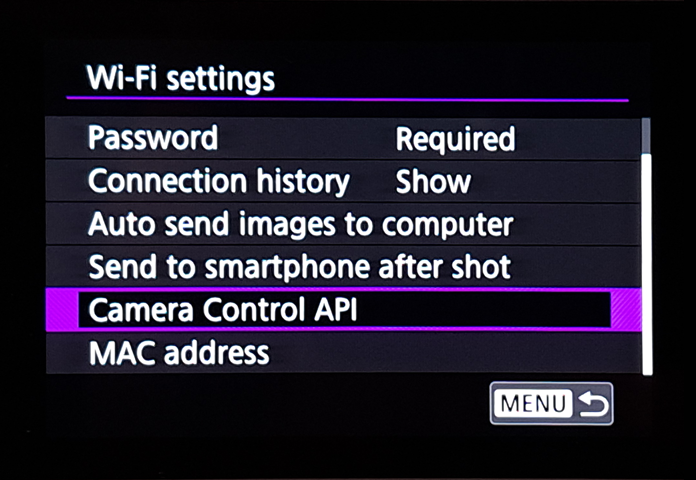 Wi-Fi settings
Password Required
Connection history Show
Auto send images to computer
Send to smartphone after shot
Camera Control API
MAC address
MENU